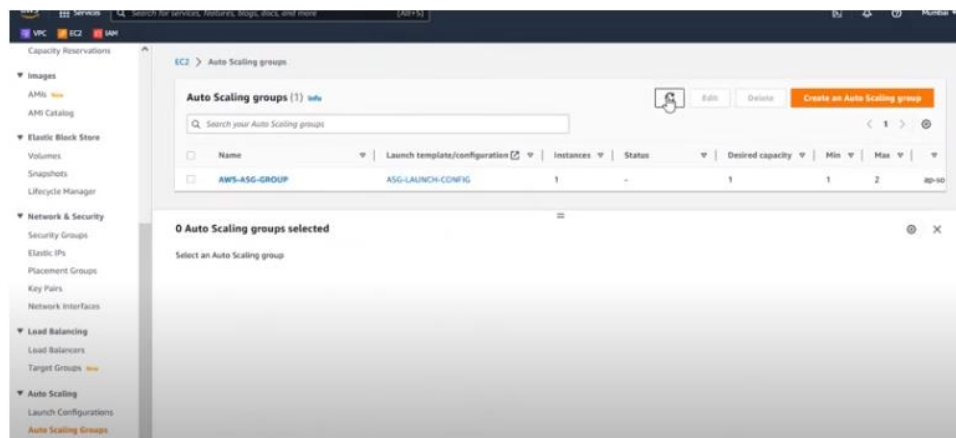 aws Services Search for services, features, blogs, docs, and more [Alt+S] Mumbai
VPC EC2 IAM
Capacity Reservations
Images
AMIs New
AMI Catalog
Elastic Block Store
Volumes
Snapshots
Lifecycle Manager
Network & Security
Security Groups
Elastic IPs
Placement Groups
Key Pairs
Network Interfaces
Load Balancing
Load Balancers
Target Groups New
Auto Scaling
Launch Configurations
Auto Scaling Groups
EC2 > Auto Scaling groups
Auto Scaling groups (1) Info Edit Delete Create an Auto Scaling group
Search your Auto Scaling groups < 1 >
Name Launch template/configuration Instances Status Desired capacity Min Max
AWS-ASG-GROUP ASG-LAUNCH-CONFIG 1 - 1 1 2 ap-so
0 Auto Scaling groups selected
Select an Auto Scaling group